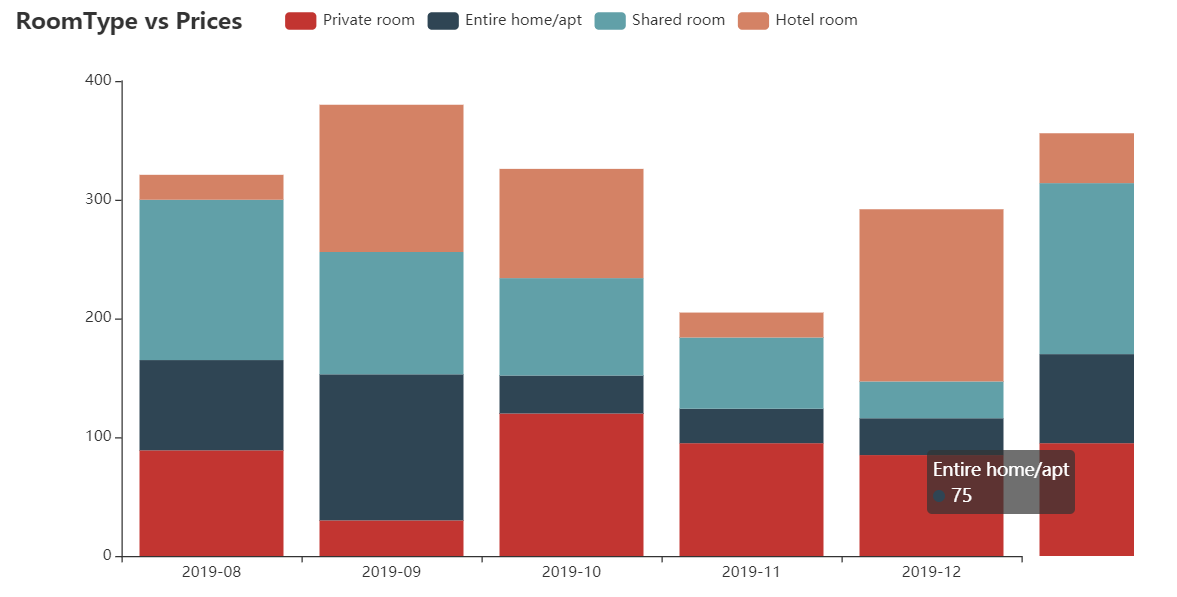 RoomType vs Prices
Private room Entire home/apt Shared room Hotel room
400
300
200
100
0
Entire home/apt
75
2019-08 2019-09 2019-10 2019-11 2019-12